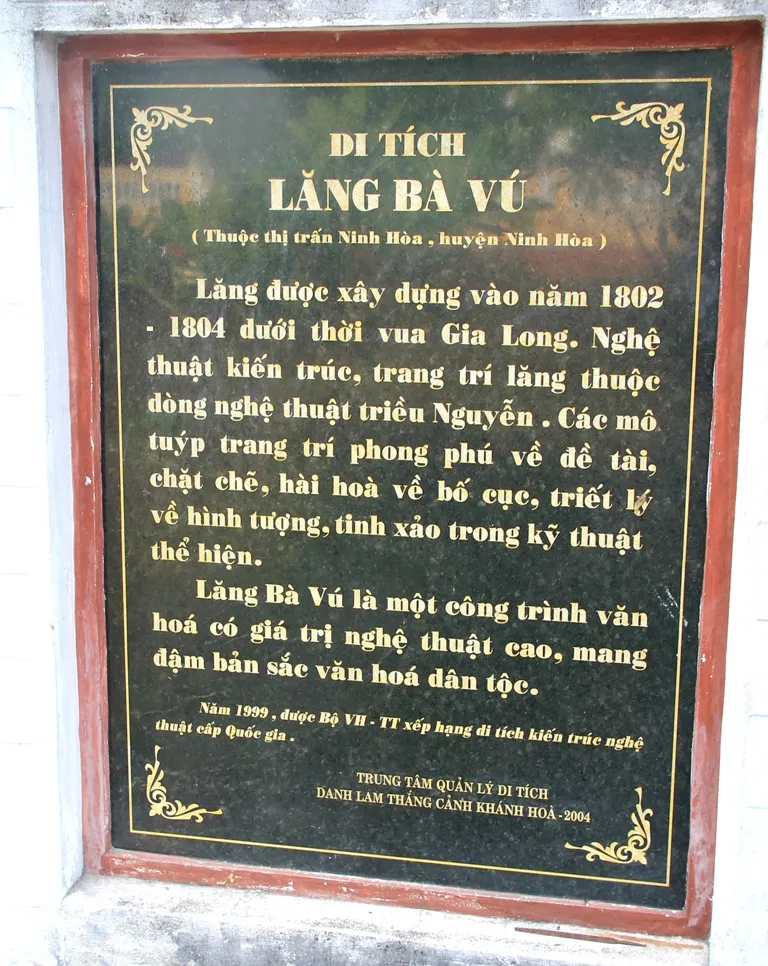 DI TÍCH
LĂNG BÀ VÚ
( Thuộc thị trấn Ninh Hòa , huyện Ninh Hòa )
Lăng được xây dựng vào năm 1802
- 1804 dưới thời vua Gia Long. Nghệ
thuật kiến trúc, trang trí lăng thuộc
dòng nghệ thuật triều Nguyễn . Các mô
tuýp trang trí phong phú về đề tài,
chặt chẽ, hài hoà về bố cục, triết lý
về hình tượng, tinh xảo trong kỹ thuật
thể hiện.
Lăng Bà Vú là một công trình văn
hoá có giá trị nghệ thuật cao, mang
đậm bản sắc văn hoá dân tộc.
Năm 1999 , được Bộ VH - TT xếp hạng di tích kiến trúc nghệ
thuật cấp Quốc gia .
TRUNG TÂM QUẢN LÝ DI TÍCH
DANH LAM THẮNG CẢNH KHÁNH HOÀ - 2004